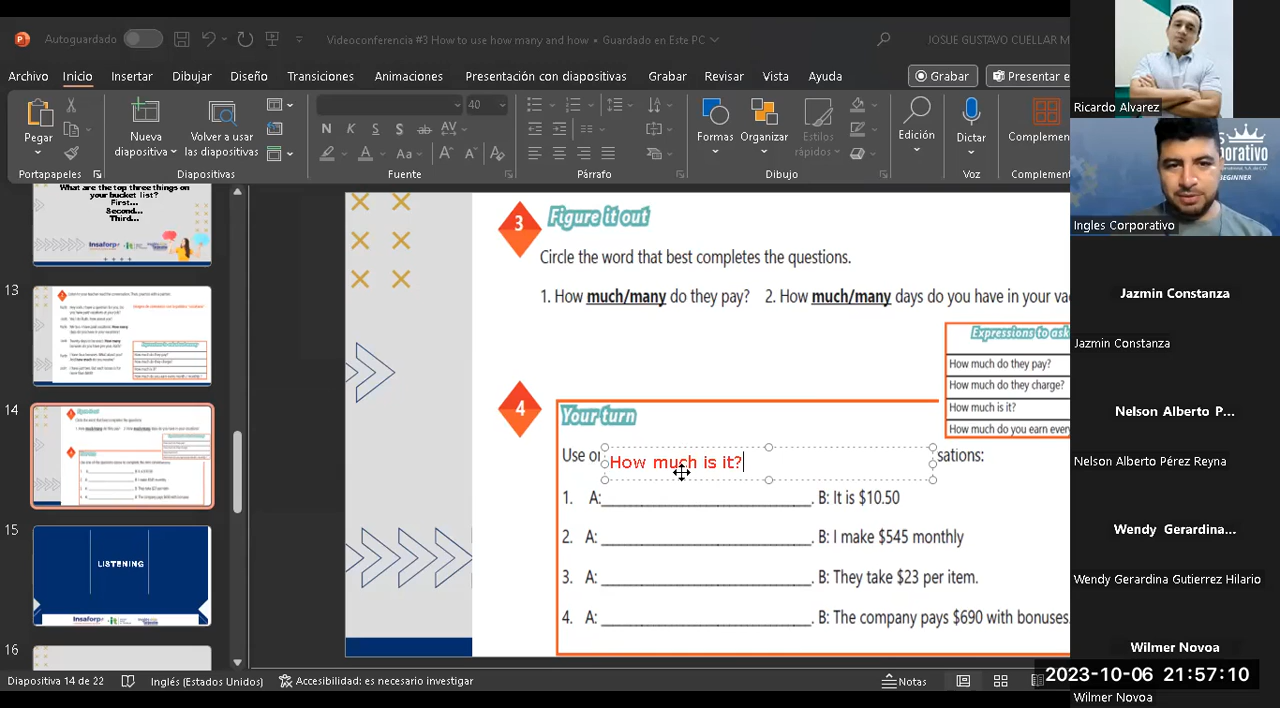 Autoguardado
Videoconferencia #3 How to use how many and how • Guardado en Este PC
JOSUE GUSTAVO CUELLAR M
Archivo Inicio Insertar Dibujar Diseño Transiciones Animaciones Presentación con diapositivas Grabar Revisar Vista Ayuda
Grabar
Presentar e
Pegar
Nueva
diapositiva
Volver a usar
las diapositivas
40
Formas
Organizar
Estilos
rápidos
Edición
Dictar
Complemen
Portapapeles
Diapositivas
Fuente
Párrafo
Dibujo
Voz
Complement
What are the top three things on
your bucket list?
First...
Second...
Third...
Insaforp
13
14
15
LISTENING
Insaforp
16
3
Figure it out
Circle the word that best completes the questions.
1. How much/many do they pay? 2. How much/many days do you have in your va
Expressions to ask
How much do they pay?
How much do they charge?
How much is it?
How much do you earn every
4
Your turn
Use o
sations:
How much is it?
1. A:____________________. B: It is $10.50
2. A: ____________________. B: I make $545 monthly
3. A: ____________________. B: They take $23 per item.
4. A: ____________________. B: The company pays $690 with bonuses.
Diapositiva 14 de 22
Inglés (Estados Unidos)
Accesibilidad: es necesario investigar
Notas
Ricardo Alvarez
S
porativo
BEGINNER
Ingles Corporativo
Jazmin Constanza
Jazmin Constanza
Nelson Alberto P...
Nelson Alberto Pérez Reyna
Wendy Gerardina...
Wendy Gerardina Gutierrez Hilario
Wilmer Novoa
2023-10-06 21:57:10
Wilmer Novoa